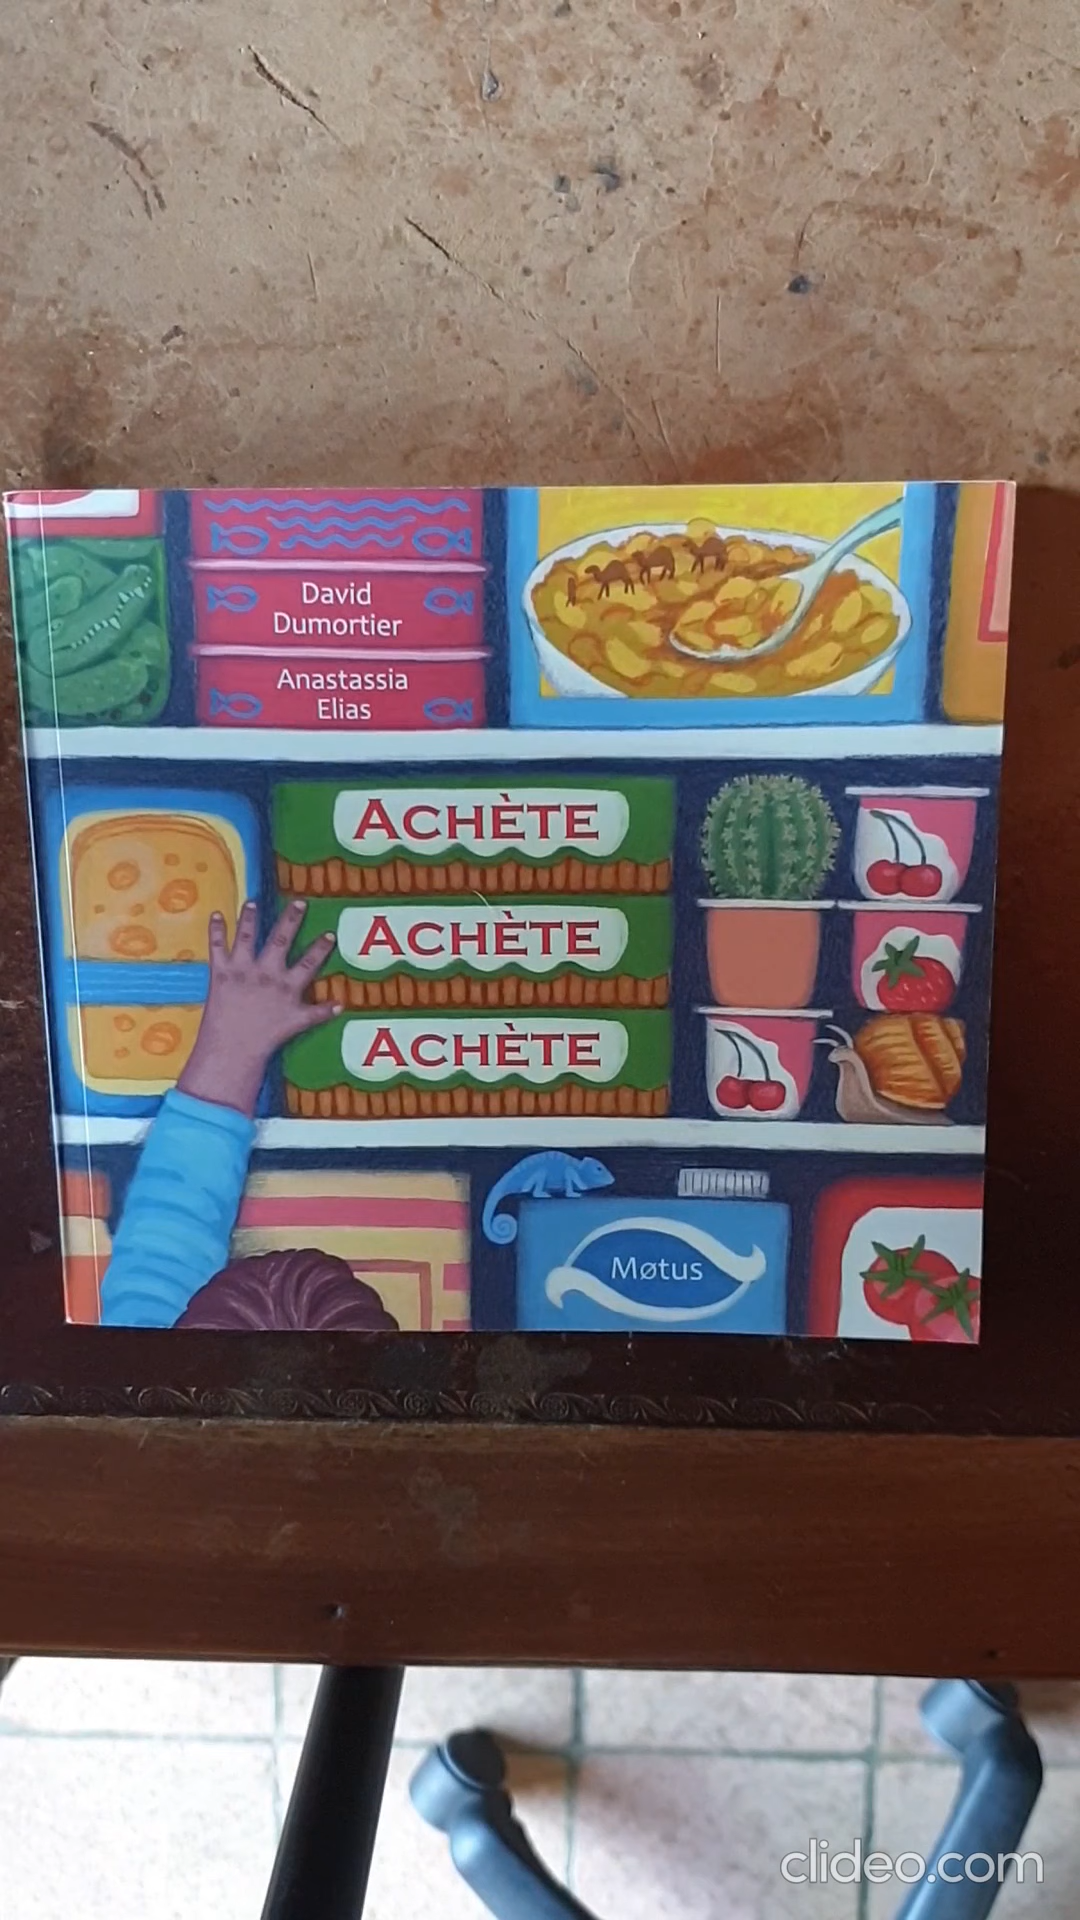 David
Dumortier
Anastassia
Elias
ACHÈTE
ACHÈTE
ACHÈTE
Møtus
clideo.com